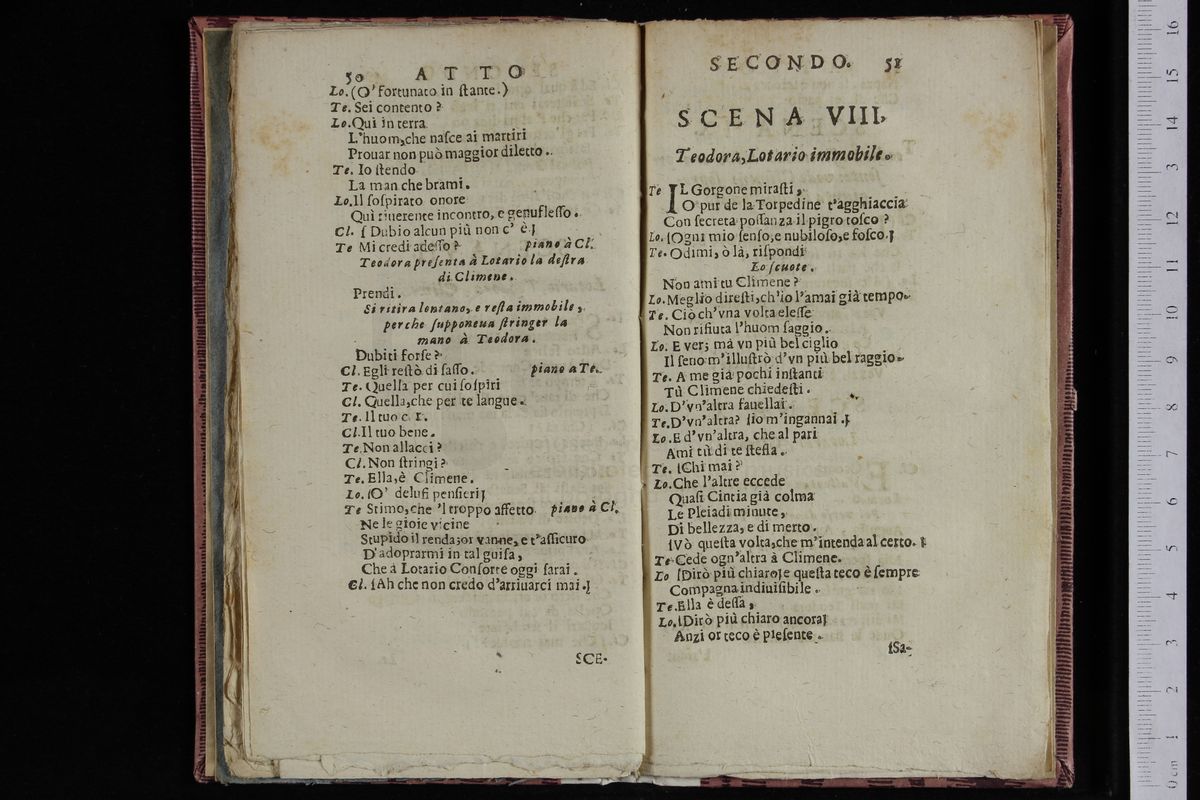 50 ATTO
Lo. (O' fortunato in ſtante.)
Te. Sei contento?
Lo. Qui in terra
L'huom, che naſce ai martiri
Prouar non può maggior diletto.
Te. Io ſtendo
La man che brami.
Lo. Il ſoſpirato onore
Quì riuerente incontro, e genufleſſo.
Cl. [ Dubio alcun più non c' è.]
Te Mi credi adeſſo? piano à Cl.
Teodora preſenta à Lotario la deſtra
di Climene.
Prendi.
Si ritira lontano, e reſta immobile,
perche ſupponeua ſtringer la
mano à Teodora.
Dubiti forſe?
Cl. Egli reſtò di ſaſſo. piano a Te.
Te. Quella per cui ſoſpiri
Cl. Quella, che per te langue.
Te. Il tuo c r.
Cl. Il tuo bene.
Te Non allacci?
Cl. Non ſtringi?
Te. Ella, è Climene.
Lo. [O' deluſi penſieri]
Te Stimo, che 'l troppo affetto piano à Cl.
Ne le gioie vicine
Stupido il renda; or vanne, e t'aſſicuro
D'adoprarmi in tal guiſa,
Che à Lotario Conſorte oggi ſarai.
Cl. [Ah che non credo d'arriuarci mai.]
SCE-
SECONDO. 51
SCENA VIII.
Teodora, Lotario immobile.
Te IL Gorgone miraſti,
O pur de la Torpedine t'agghiaccia
Con ſecreta poſſanza il pigro toſco?
Lo. [Ogni mio ſenſo, e nubiloſo, e foſco.]
Te. Odimi, ò là, riſpondi
Lo ſcuote.
Non ami tu Climene?
Lo. Meglio direſti, ch'io l'amai già tempo.
Te. Ciò ch'vna volta eleſſe
Non rifiuta l'huom ſaggio.
Lo. E ver; mà vn più bel ciglio
Il ſeno m'illuſtrò d'vn più bel raggio.
Te. A me già pochi inſtanti
Tù Climene chiedeſti.
Lo. D'vn'altra fauellai.
Te. D'vn'altra? [io m'ingannai.]
Lo. E d'vn'altra, che al pari
Ami tù di te ſteſſa.
Te. [Chi mai?
Lo. Che l'altre eccede
Quaſi Cintia già colma
Le Pleiadi minute,
Di bellezza, e di merto.
[Vò queſta volta, che m'intenda al certo.]
Te Cede ogn'altra à Climene.
Lo [Dirò più chiaro] e queſta teco è ſempre
Compagna indiuiſibile.
Te. Ella è deſſa,
Lo. [Dirò più chiaro ancora]
Anzi or teco è preſente.
[Sa-